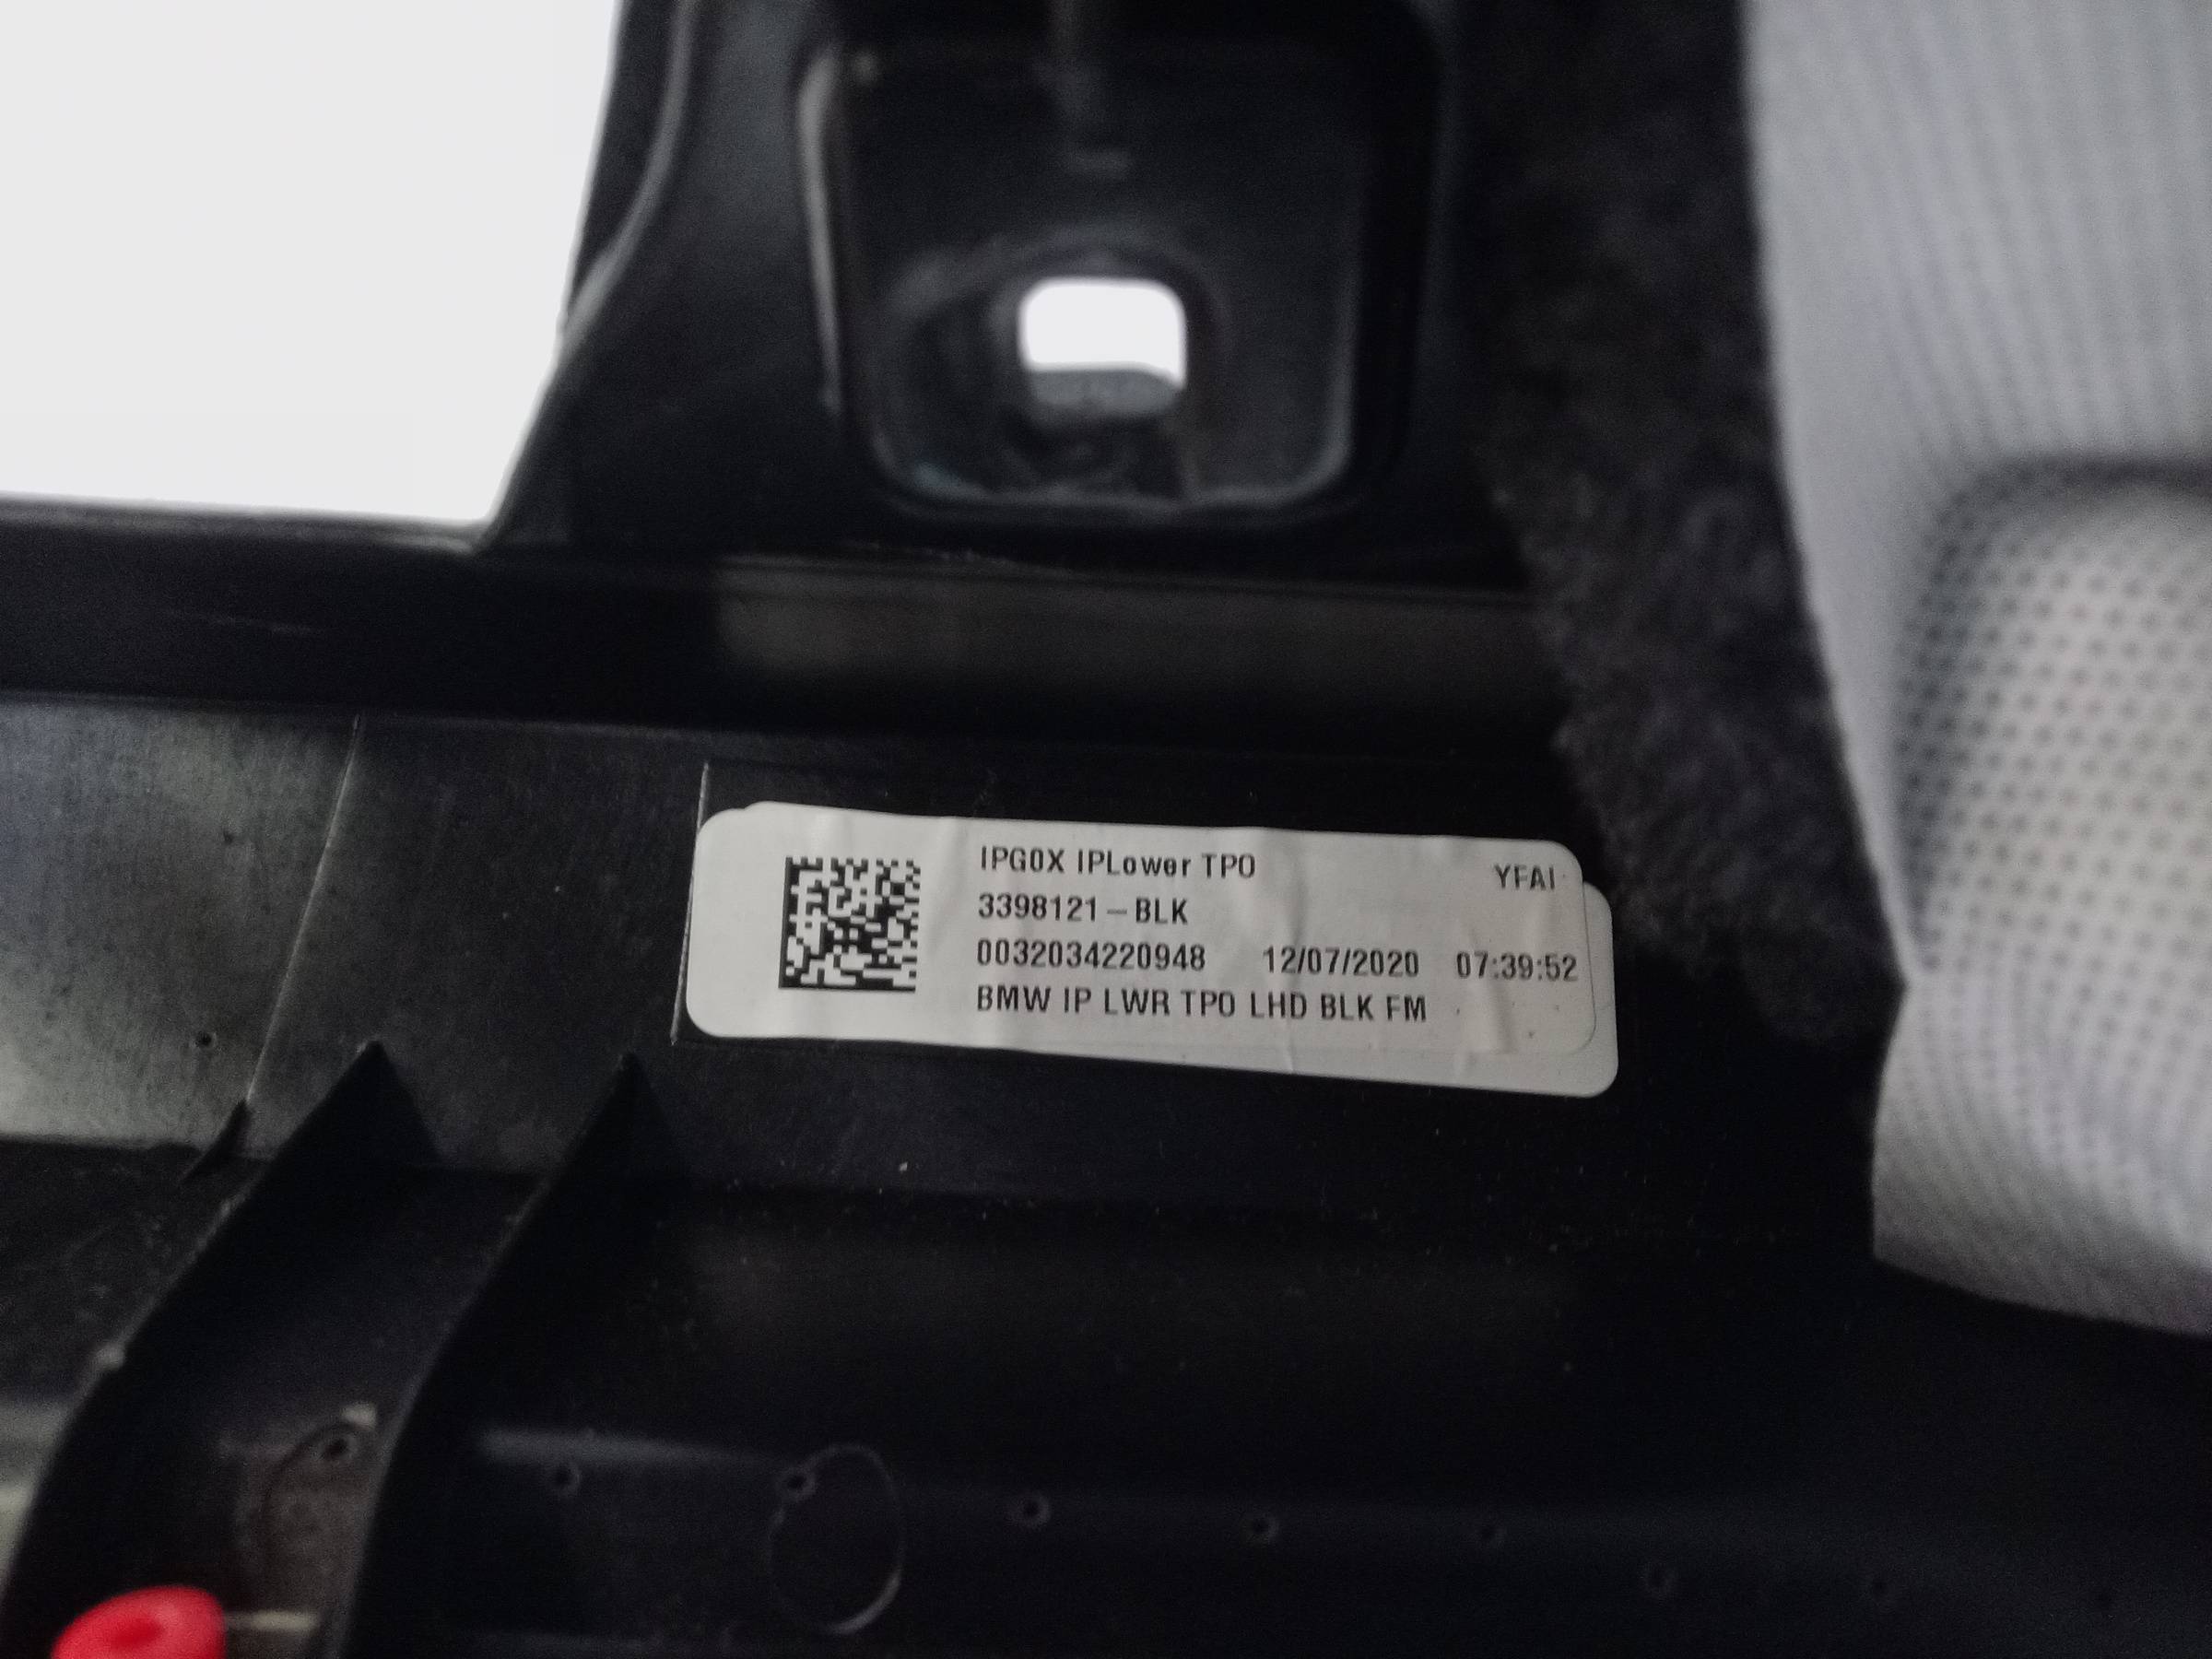 IPG0X IPLower TPO YFAI
3398121-BLK
0032034220948 12/07/2020 07:39:52
BMW IP LWR TPO LHD BLK FM